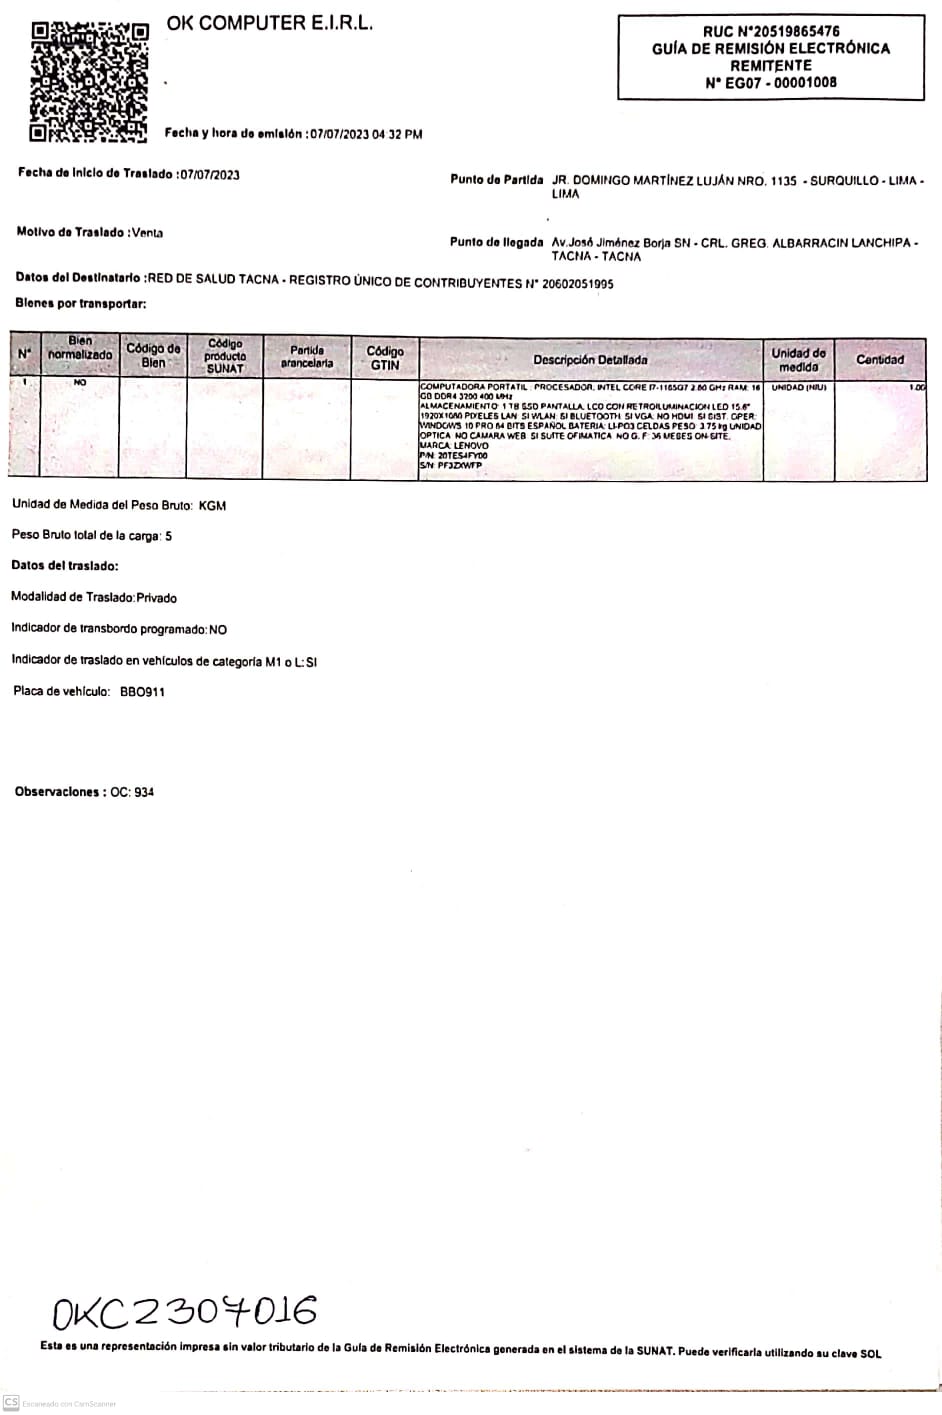 OK COMPUTER E.I.R.L.
RUC N°20519865476
GUÍA DE REMISIÓN ELECTRÓNICA
REMITENTE
N° EG07 - 00001008
Fecha y hora de emisión :07/07/2023 04:32 PM
Fecha de Inicio de Traslado :07/07/2023
Punto de Partida JR. DOMINGO MARTÍNEZ LUJÁN NRO. 1135 - SURQUILLO - LIMA -
LIMA
Motivo de Traslado :Venta
Punto de llegada Av.José Jiménez Borja SN - CRL. GREG. ALBARRACIN LANCHIPA -
TACNA - TACNA
Datos del Destinatario :RED DE SALUD TACNA - REGISTRO ÚNICO DE CONTRIBUYENTES N° 20602051995
Bienes por transportar:
N° Bien normalizado Código de Bien Código producto SUNAT Partida arancelaria Código GTIN Descripción Detallada Unidad de medida Cantidad
1 NO COMPUTADORA PORTATIL : PROCESADOR: INTEL CORE I7-1165G7 2.80 GHz RAM: 16 UNIDAD (NIU) 1.00
GB DDR4 3200 400 MHz
ALMACENAMIENTO: 1 TB SSD PANTALLA: LCD CON RETROILUMINACION LED 15.6"
1920X1080 PIXELES LAN: SI WLAN: SI BLUETOOTH: SI VGA: NO HDMI: SI SIST. OPER:
WINDOWS 10 PRO 64 BITS ESPAÑOL BATERIA: LI-PO3 CELDAS PESO: 3.75 kg UNIDAD
OPTICA: NO CAMARA WEB: SI SUITE OFIMATICA: NO G. F: 36 MESES ON-SITE.
MARCA: LENOVO
P/N: 20TES4FY00
S/N: PF3ZXWFP
Unidad de Medida del Peso Bruto: KGM
Peso Bruto total de la carga: 5
Datos del traslado:
Modalidad de Traslado:Privado
Indicador de transbordo programado:NO
Indicador de traslado en vehículos de categoría M1 o L:SI
Placa de vehículo: BBO911
Observaciones : OC: 934
OKC2307016
Esta es una representación impresa sin valor tributario de la Guía de Remisión Electrónica generada en el sistema de la SUNAT. Puede verificarla utilizando su clave SOL
CS Escaneado con CamScanner